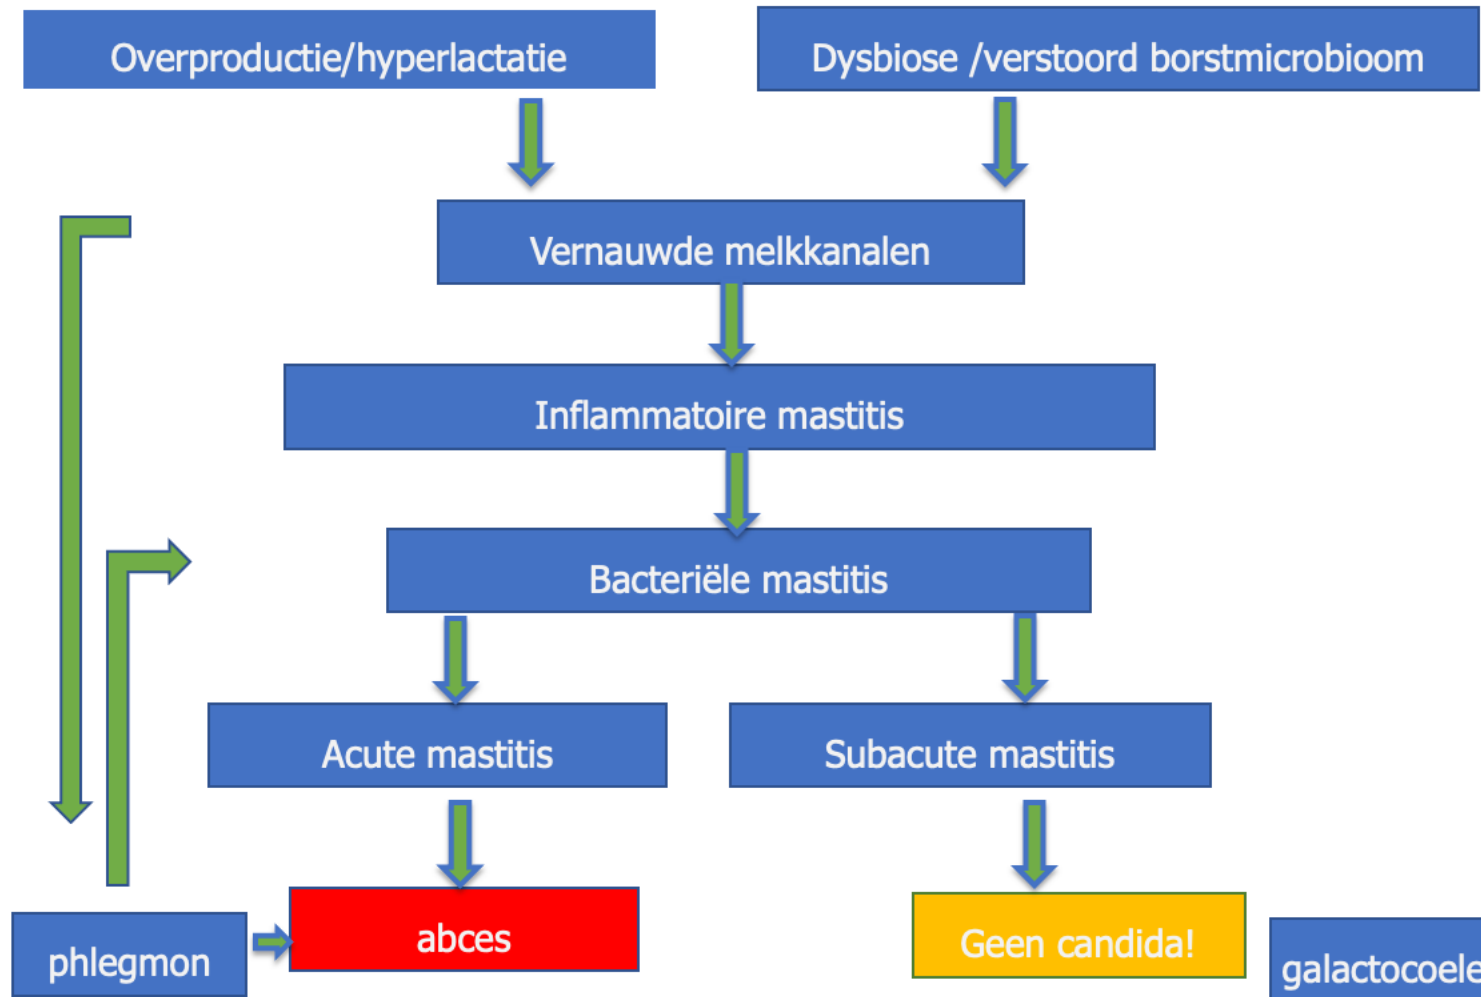 Overproductie/hyperlactatie
Dysbiose /verstoord borstmicrobioom
Vernauwde melkkanalen
Inflammatoire mastitis
Bacteriële mastitis
Acute mastitis
Subacute mastitis
abces
Geen candida!
phlegmon
galactocoele